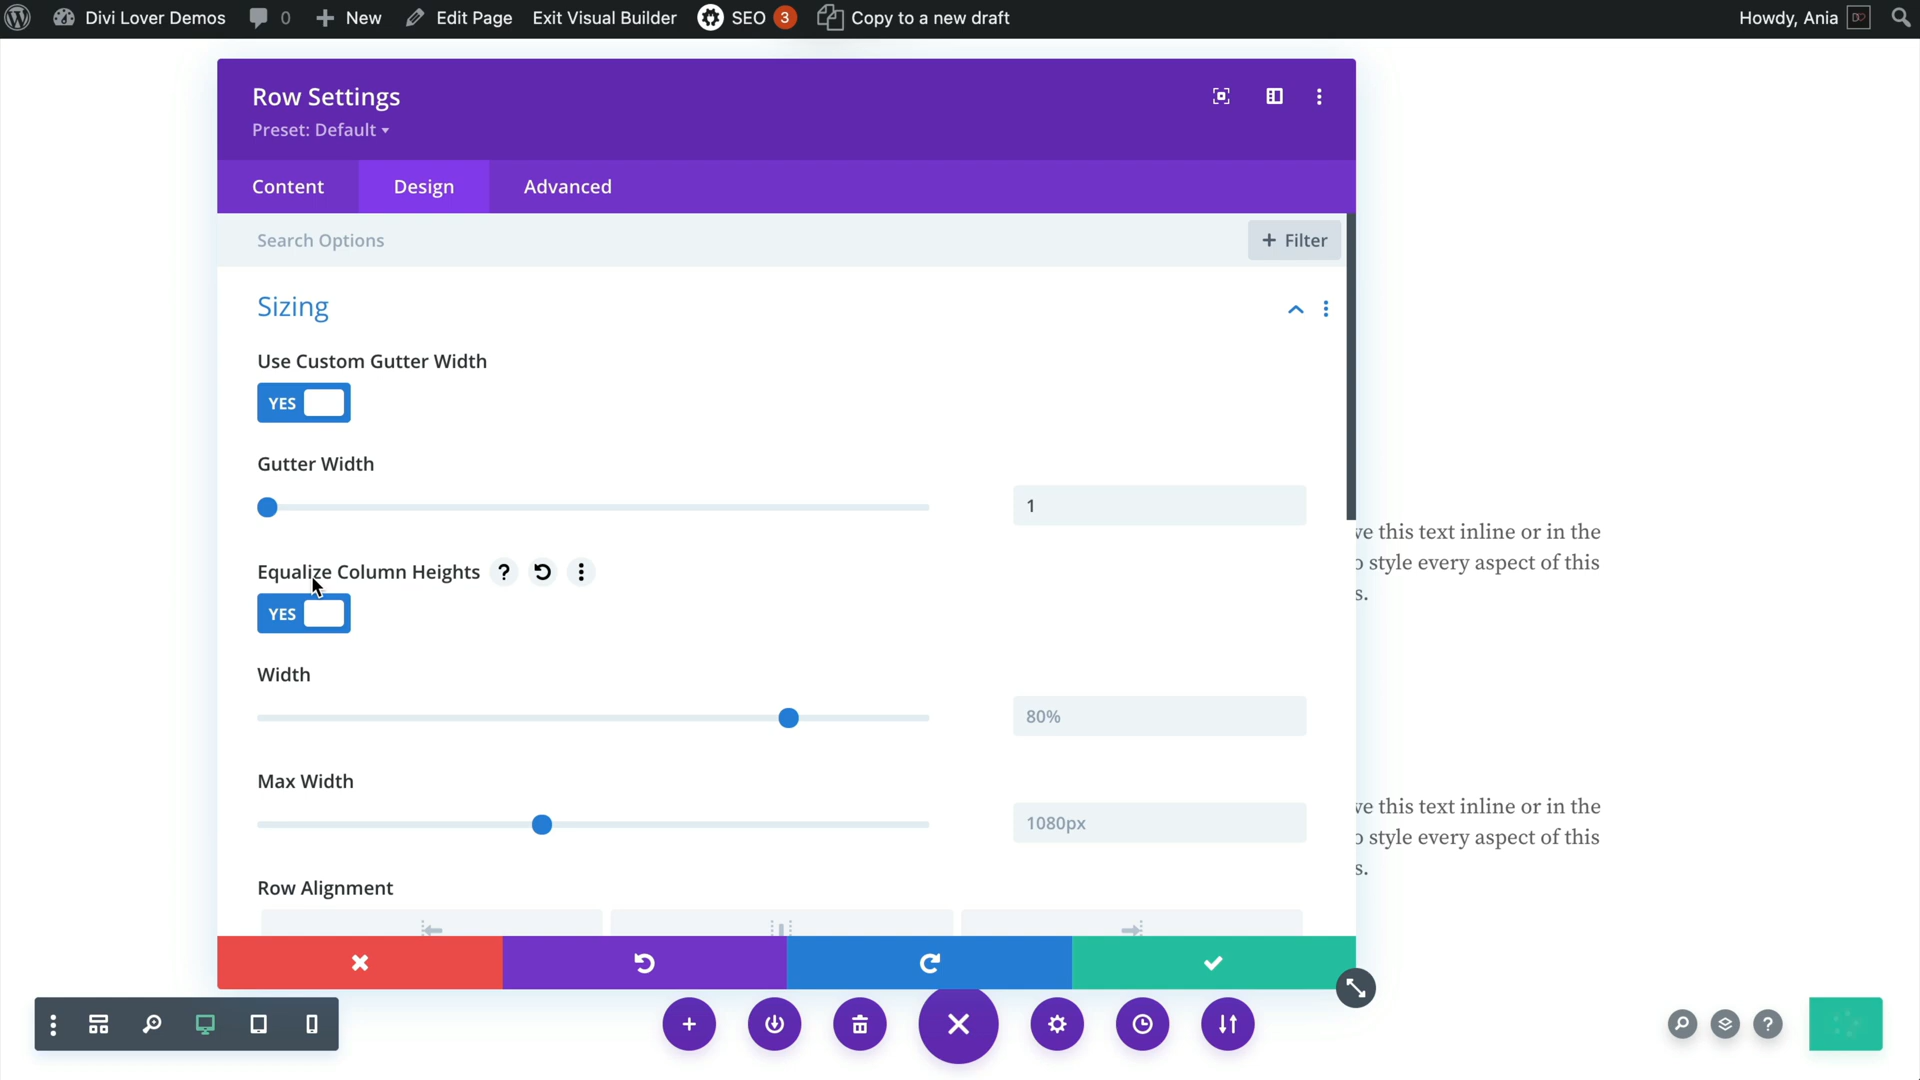 Divi Lover Demos 0 New Edit Page Exit Visual Builder SEO 3 Copy to a new draft Howdy, Ania
Row Settings
Preset: Default
Content Design Advanced
Search Options + Filter
Sizing
Use Custom Gutter Width
YES
Gutter Width
1
Equalize Column Heights ?
YES
Width
80%
Max Width
1080px
Row Alignment
ve this text inline or in the
o style every aspect of this
s.
ve this text inline or in the
o style every aspect of this
s.
?